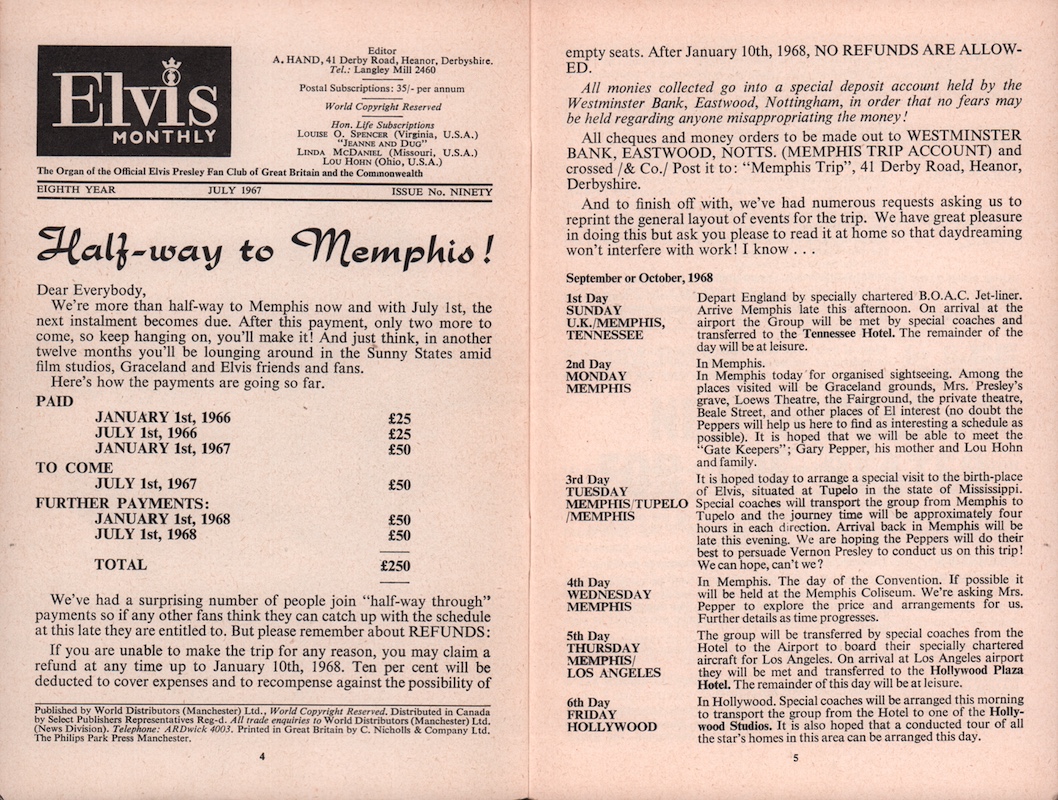 Elvis
MONTHLY
Editor
A. HAND, 41 Derby Road, Heanor, Derbyshire.
Tel.: Langley Mill 2460
Postal Subscriptions: 35/- per annum
World Copyright Reserved
Hon. Life Subscriptions
LOUISE O. SPENCER (Virginia, U.S.A.)
"JEANNE AND DUG"
LINDA MCDANIEL (Missouri, U.S.A.)
LOU HOHN (Ohio, U.S.A.)
The Organ of the Official Elvis Presley Fan Club of Great Britain and the Commonwealth
EIGHTH YEAR JULY 1967 ISSUE No. NINETY
Half-way to Memphis!
Dear Everybody,
We're more than half-way to Memphis now and with July 1st, the
next instalment becomes due. After this payment, only two more to
come, so keep hanging on, you'll make it! And just think, in another
twelve months you'll be lounging around in the Sunny States amid
film studios, Graceland and Elvis friends and fans.
Here's how the payments are going so far.
PAID
JANUARY 1st, 1966 £25
JULY 1st, 1966 £25
JANUARY 1st, 1967 £50
TO COME
JULY 1st, 1967 £50
FURTHER PAYMENTS:
JANUARY 1st, 1968 £50
JULY 1st, 1968 £50
TOTAL £250
We've had a surprising number of people join "half-way through"
payments so if any other fans think they can catch up with the schedule
at this late they are entitled to. But please remember about REFUNDS:
If you are unable to make the trip for any reason, you may claim a
refund at any time up to January 10th, 1968. Ten per cent will be
deducted to cover expenses and to recompense against the possibility of
Published by World Distributors (Manchester) Ltd., World Copyright Reserved. Distributed in Canada
by Select Publishers Representatives Reg-d. All trade enquiries to World Distributors (Manchester) Ltd.
(News Division). Telephone: ARDwick 4003. Printed in Great Britain by C. Nicholls & Company Ltd.
The Philips Park Press Manchester.
4
empty seats. After January 10th, 1968, NO REFUNDS ARE ALLOW-
ED.
All monies collected go into a special deposit account held by the
Westminster Bank, Eastwood, Nottingham, in order that no fears may
be held regarding anyone misappropriating the money!
All cheques and money orders to be made out to WESTMINSTER
BANK, EASTWOOD, NOTTS. (MEMPHIS TRIP ACCOUNT) and
crossed /& Co./ Post it to: "Memphis Trip", 41 Derby Road, Heanor,
Derbyshire.
And to finish off with, we've had numerous requests asking us to
reprint the general layout of events for the trip. We have great pleasure
in doing this but ask you please to read it at home so that daydreaming
won't interfere with work! I know . . .
September or October, 1968
1st Day
SUNDAY
U.K./MEMPHIS,
TENNESSEE
Depart England by specially chartered B.O.A.C. Jet-liner.
Arrive Memphis late this afternoon. On arrival at the
airport the Group will be met by special coaches and
transferred to the Tennessee Hotel. The remainder of the
day will be at leisure.
2nd Day
MONDAY
MEMPHIS
In Memphis.
In Memphis today for organised sightseeing. Among the
places visited will be Graceland grounds, Mrs. Presley's
grave, Loews Theatre, the Fairground, the private theatre,
Beale Street, and other places of El interest (no doubt the
Peppers will help us here to find as interesting a schedule as
possible). It is hoped that we will be able to meet the
"Gate Keepers"; Gary Pepper, his mother and Lou Hohn
and family.
3rd Day
TUESDAY
MEMPHIS/TUPELO
/MEMPHIS
It is hoped today to arrange a special visit to the birth-place
of Elvis, situated at Tupelo in the state of Mississippi.
Special coaches will transport the group from Memphis to
Tupelo and the journey time will be approximately four
hours in each direction. Arrival back in Memphis will be
late this evening. We are hoping the Peppers will do their
best to persuade Vernon Presley to conduct us on this trip!
We can hope, can't we?
4th Day
WEDNESDAY
MEMPHIS
In Memphis. The day of the Convention. If possible it
will be held at the Memphis Coliseum. We're asking Mrs.
Pepper to explore the price and arrangements for us.
Further details as time progresses.
5th Day
THURSDAY
MEMPHIS/
LOS ANGELES
The group will be transferred by special coaches from the
Hotel to the Airport to board their specially chartered
aircraft for Los Angeles. On arrival at Los Angeles airport
they will be met and transferred to the Hollywood Plaza
Hotel. The remainder of this day will be at leisure.
6th Day
FRIDAY
HOLLYWOOD
In Hollywood. Special coaches will be arranged this morning
to transport the group from the Hotel to one of the Holly-
wood Studios. It is also hoped that a conducted tour of all
the star's homes in this area can be arranged this day.
5